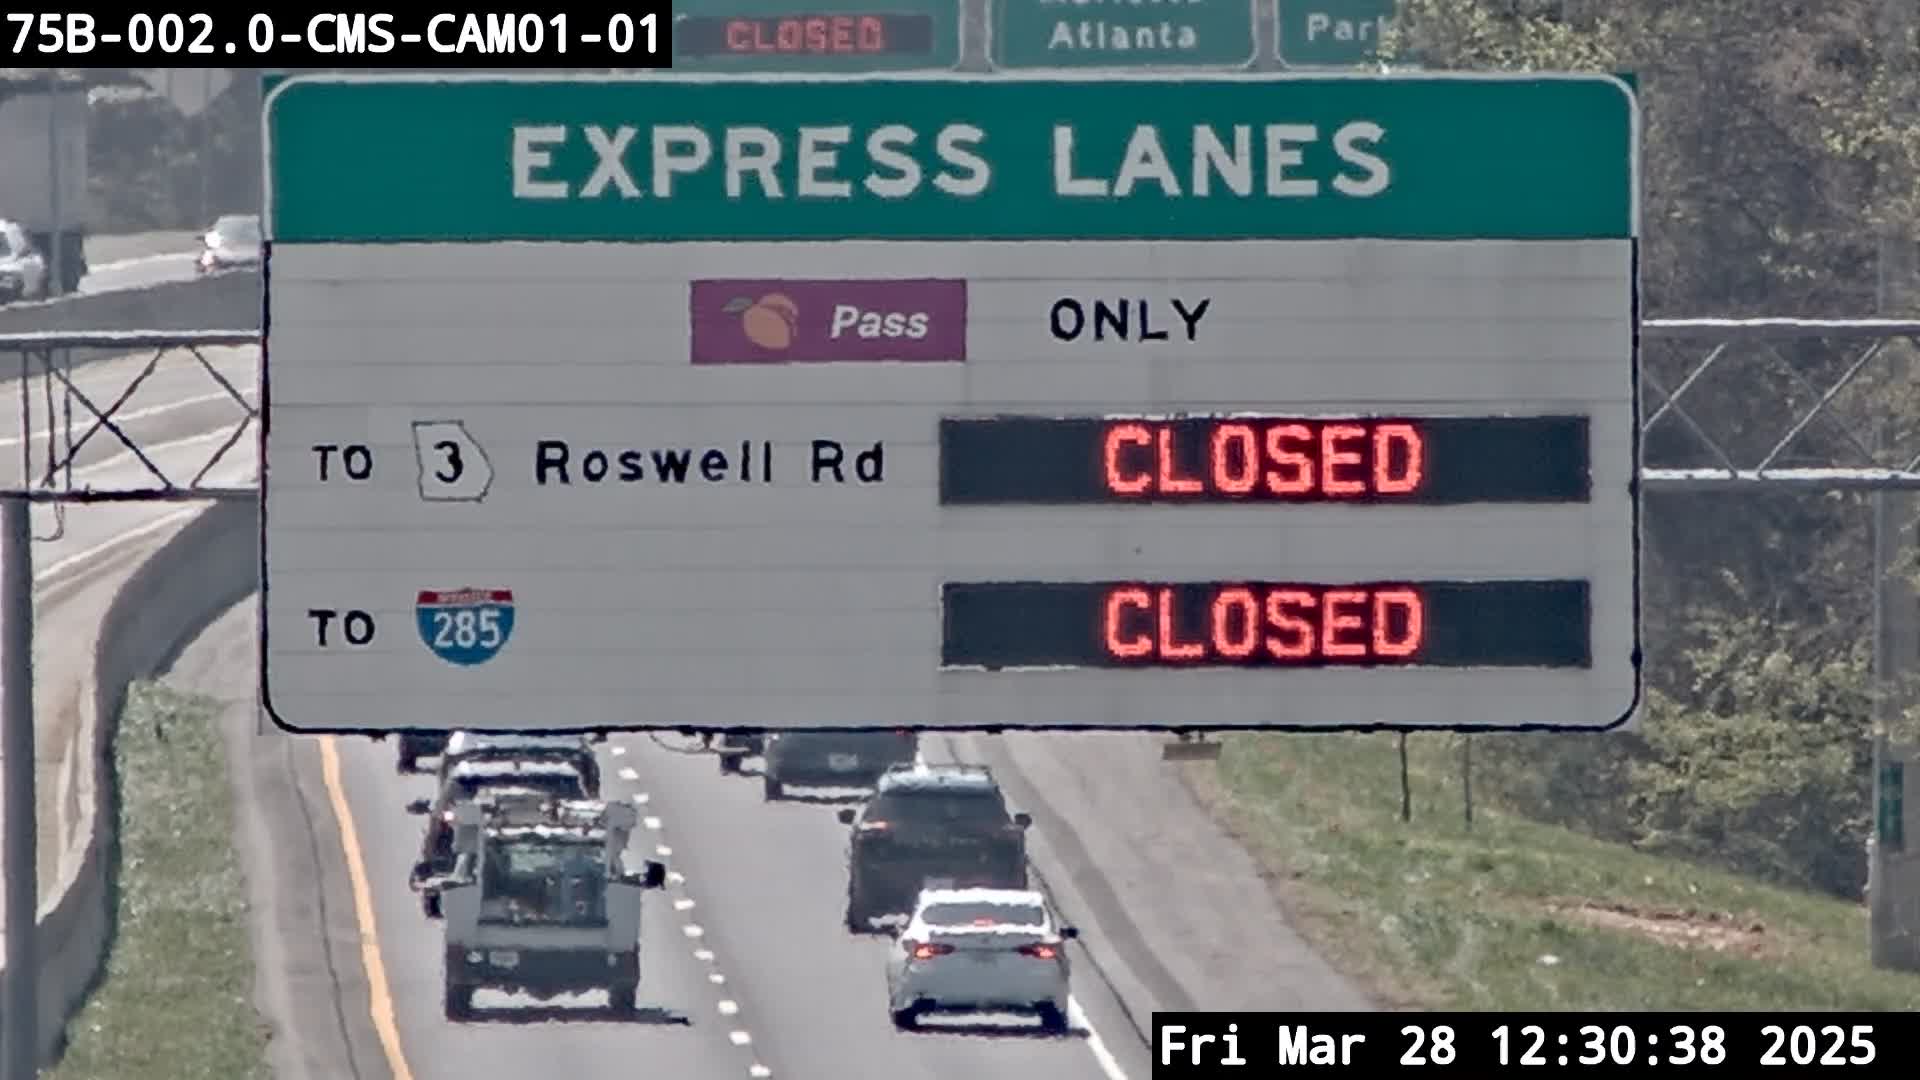 75B-002.0-CMS-CAM01-01
CLOSED
Atlanta
Park
EXPRESS LANES
Pass ONLY
TO 3 Roswell Rd CLOSED
TO 285 CLOSED
Fri Mar 28 12:30:38 2025